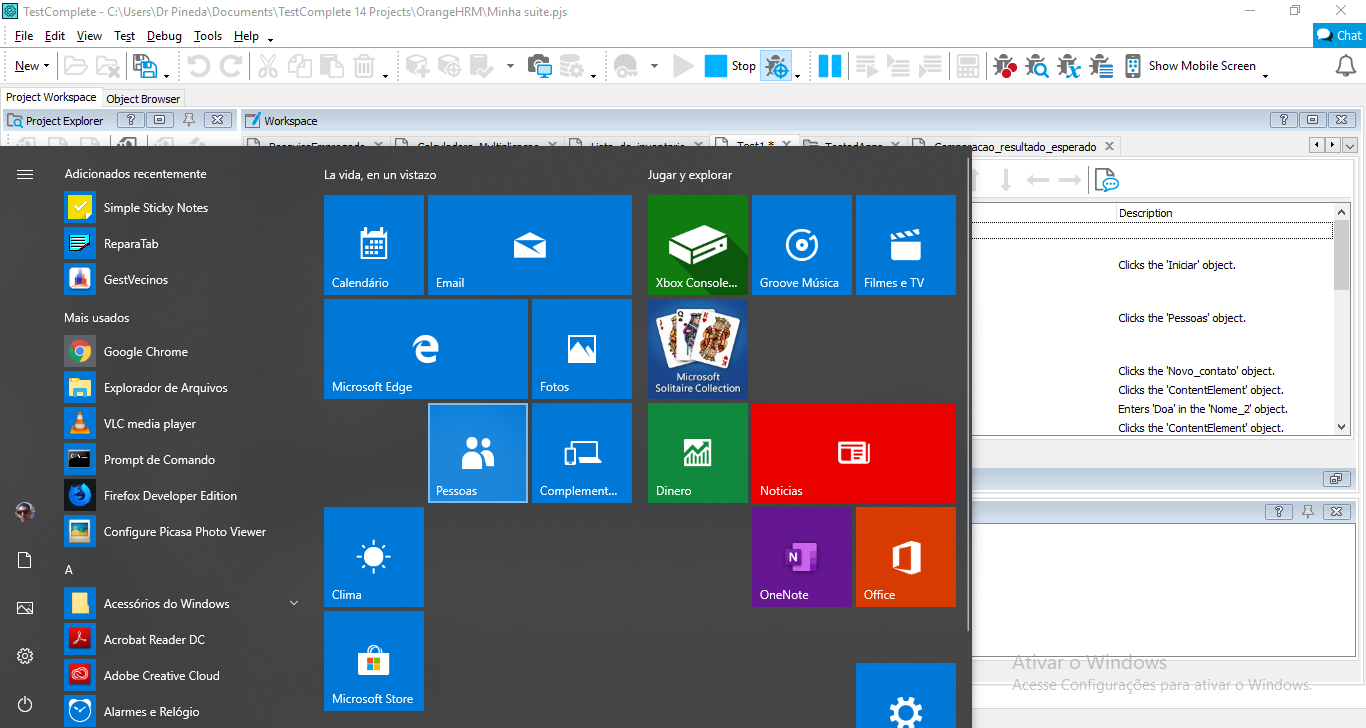 TestComplete - C:\Users\Dr Pineda\Documents\TestComplete 14 Projects\OrangeHRM\Minha suite.pjs
File Edit View Test Debug Tools Help
Chat
New
Stop
Show Mobile Screen
Project Workspace
Object Browser
Project Explorer
Workspace
Test1 *
Comparacao_resultado_esperado
Adicionados recentemente
Simple Sticky Notes
ReparaTab
GestVecinos
Mais usados
Google Chrome
Explorador de Arquivos
VLC media player
Prompt de Comando
Firefox Developer Edition
Configure Picasa Photo Viewer
A
Acessórios do Windows
Acrobat Reader DC
Adobe Creative Cloud
Alarmes e Relógio
La vida, en un vistazo
Calendário
Email
Microsoft Edge
Fotos
Pessoas
Complement...
Clima
Microsoft Store
Jugar y explorar
Xbox Console...
Groove Música
Filmes e TV
Microsoft
Solitaire Collection
Dinero
Noticias
OneNote
Office
Description
Clicks the 'Iniciar' object.
Clicks the 'Pessoas' object.
Clicks the 'Novo_contato' object.
Clicks the 'ContentElement' object.
Enters 'Doa' in the 'Nome_2' object.
Clicks the 'ContentElement' object.
Ativar o Windows
Acesse Configurações para ativar o Windows.